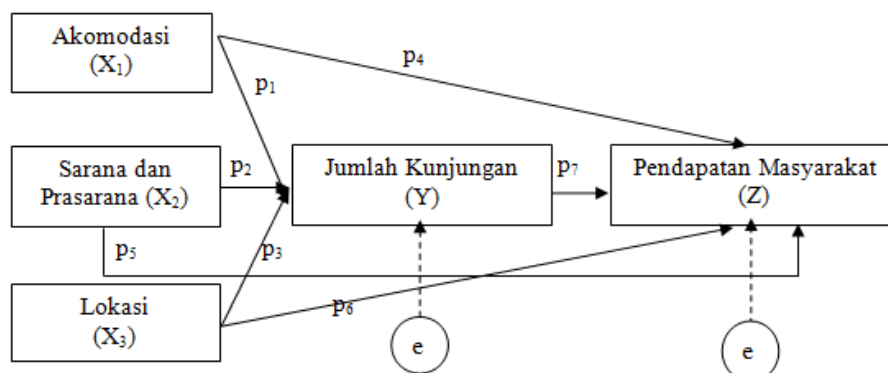 Akomodasi
(X₁)
p₄
p₁
Sarana dan
Prasarana (X₂)
p₂
Jumlah Kunjungan
(Y)
p₇
Pendapatan Masyarakat
(Z)
p₅
p₃
Lokasi
(X₃)
p₆
e
e